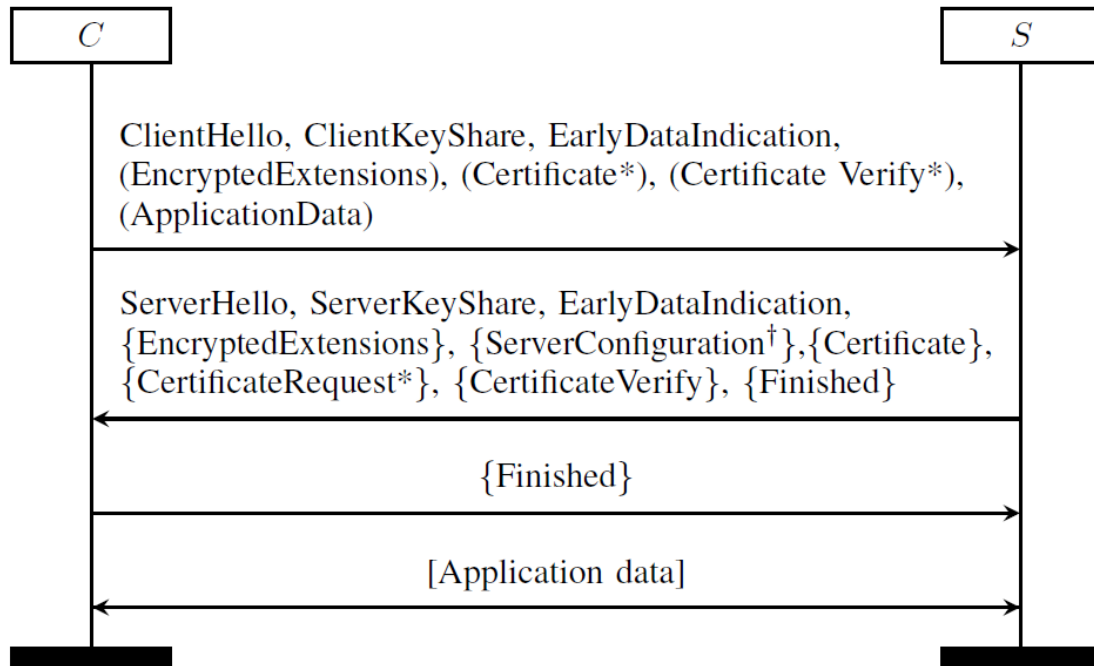 C
S
ClientHello, ClientKeyShare, EarlyDataIndication,
(EncryptedExtensions), (Certificate*), (Certificate Verify*),
(ApplicationData)
ServerHello, ServerKeyShare, EarlyDataIndication,
{EncryptedExtensions}, {ServerConfiguration†},{Certificate},
{CertificateRequest*}, {CertificateVerify}, {Finished}
{Finished}
[Application data]